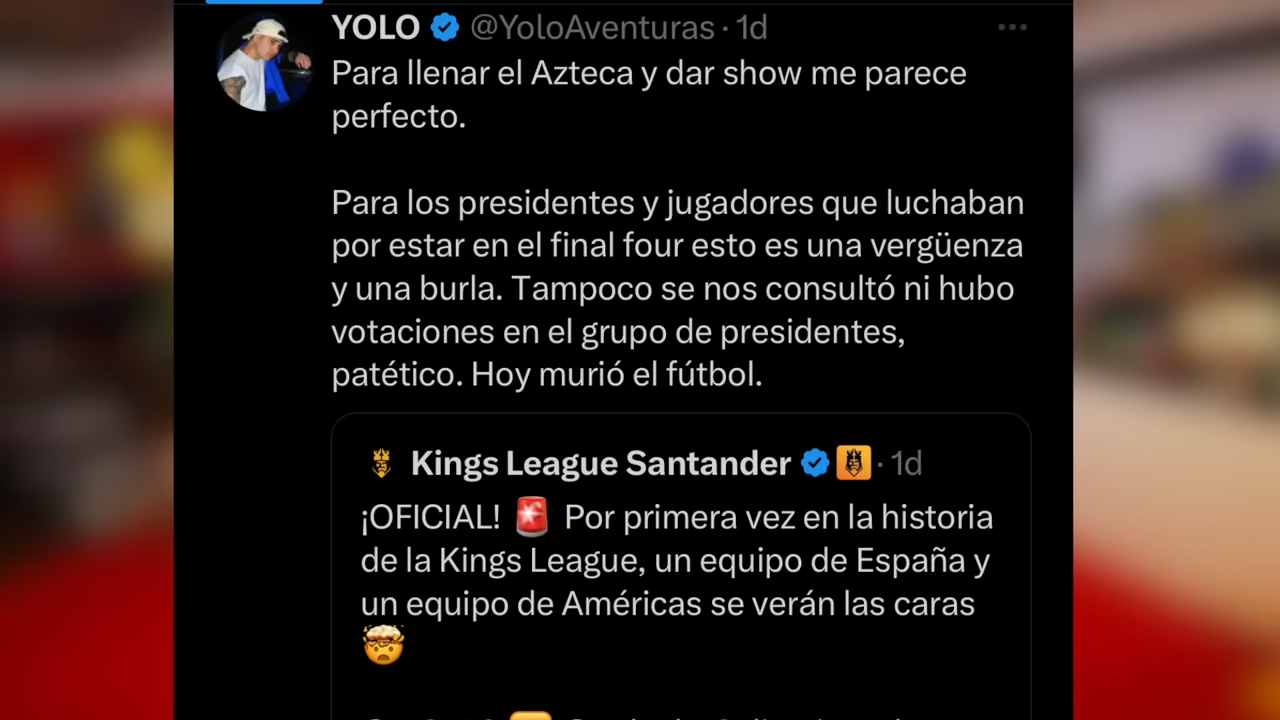 YOLO @YoloAventuras · 1d
Para llenar el Azteca y dar show me parece
perfecto.
Para los presidentes y jugadores que luchaban
por estar en el final four esto es una vergüenza
y una burla. Tampoco se nos consultó ni hubo
votaciones en el grupo de presidentes,
patético. Hoy murió el fútbol.
Kings League Santander · 1d
¡OFICIAL! 🚨 Por primera vez en la historia
de la Kings League, un equipo de España y
un equipo de Américas se verán las caras
🤯